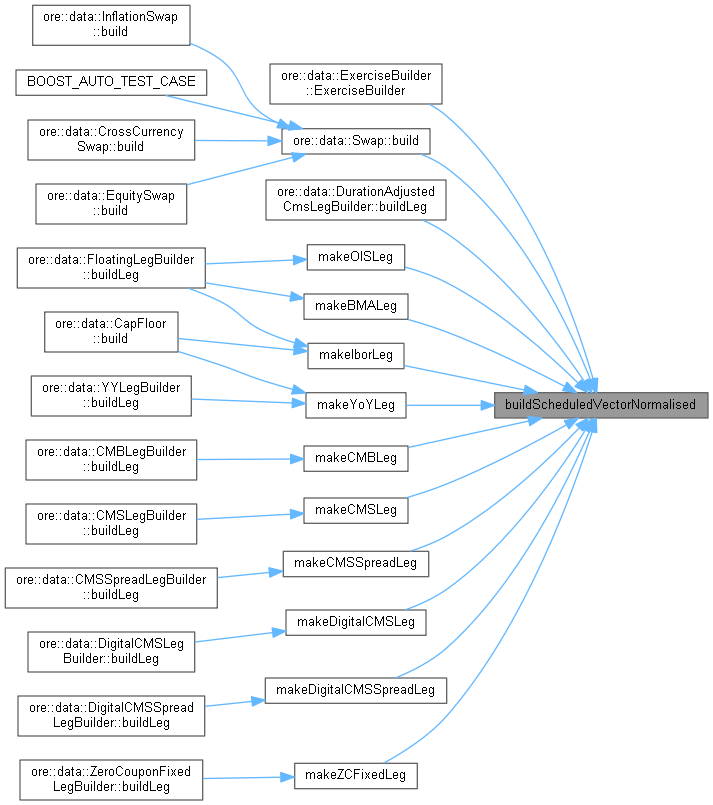 ore::data::InflationSwap
::build
BOOST_AUTO_TEST_CASE
ore::data::CrossCurrency
Swap::build
ore::data::EquitySwap
::build
ore::data::FloatingLegBuilder
::buildLeg
ore::data::CapFloor
::build
ore::data::YYLegBuilder
::buildLeg
ore::data::CMBLegBuilder
::buildLeg
ore::data::CMSLegBuilder
::buildLeg
ore::data::CMSSpreadLegBuilder
::buildLeg
ore::data::DigitalCMSLeg
Builder::buildLeg
ore::data::DigitalCMSSpread
LegBuilder::buildLeg
ore::data::ZeroCouponFixed
LegBuilder::buildLeg
ore::data::ExerciseBuilder
::ExerciseBuilder
ore::data::Swap::build
ore::data::DurationAdjusted
CmsLegBuilder::buildLeg
makeOISLeg
makeBMALeg
makeIborLeg
makeYoYLeg
makeCMBLeg
makeCMSLeg
makeCMSSpreadLeg
makeDigitalCMSLeg
makeDigitalCMSSpreadLeg
makeZCFixedLeg
buildScheduledVectorNormalised